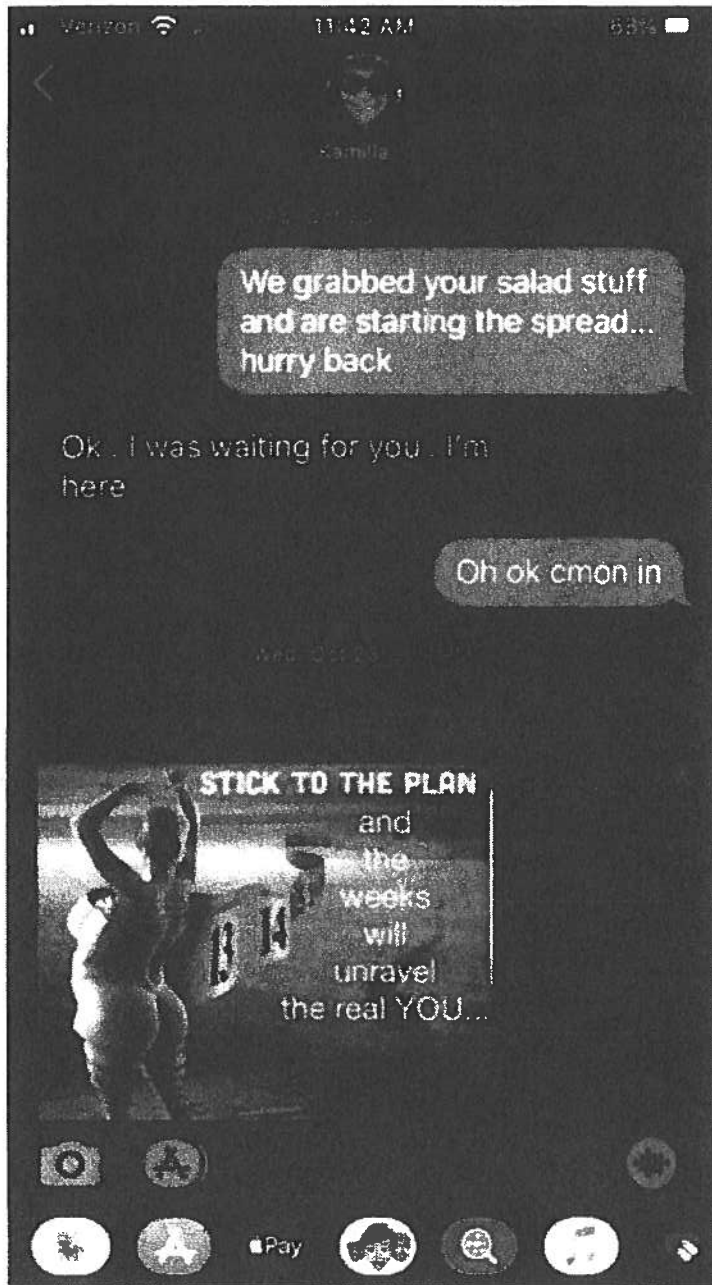 Verizon 11:42 AM 63%
Kamilla
We grabbed your salad stuff
and are starting the spread...
hurry back
Ok . I was waiting for you . I'm
here
Oh ok cmon in
STICK TO THE PLAN
and
the
weeks
will
unravel
the real YOU...
Pay